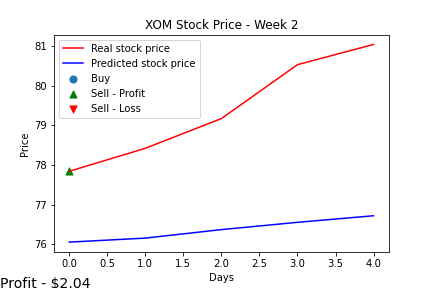 XOM Stock Price - Week 2
Real stock price
Predicted stock price
Buy
Sell - Profit
Sell - Loss
81
80
79
78
77
76
Price
0.0 0.5 1.0 1.5 2.0 2.5 3.0 3.5 4.0
Days
Profit - $2.04